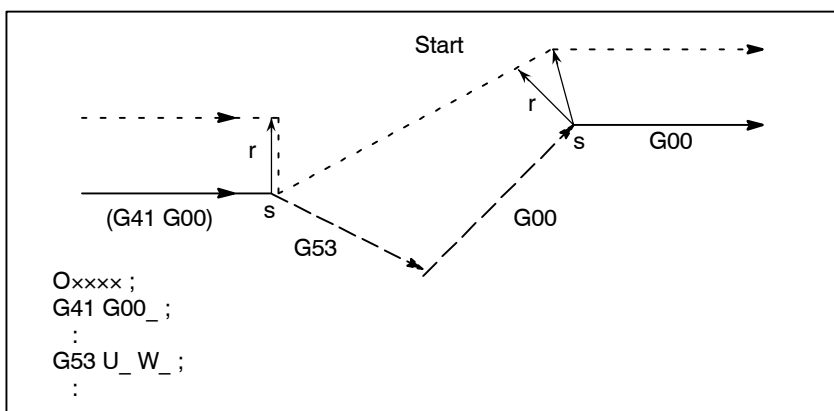 Start
r
r
s
G00
(G41 G00)
s
G53
G00
O×××× ;
G41 G00_ ;
:
G53 U_ W_ ;
: